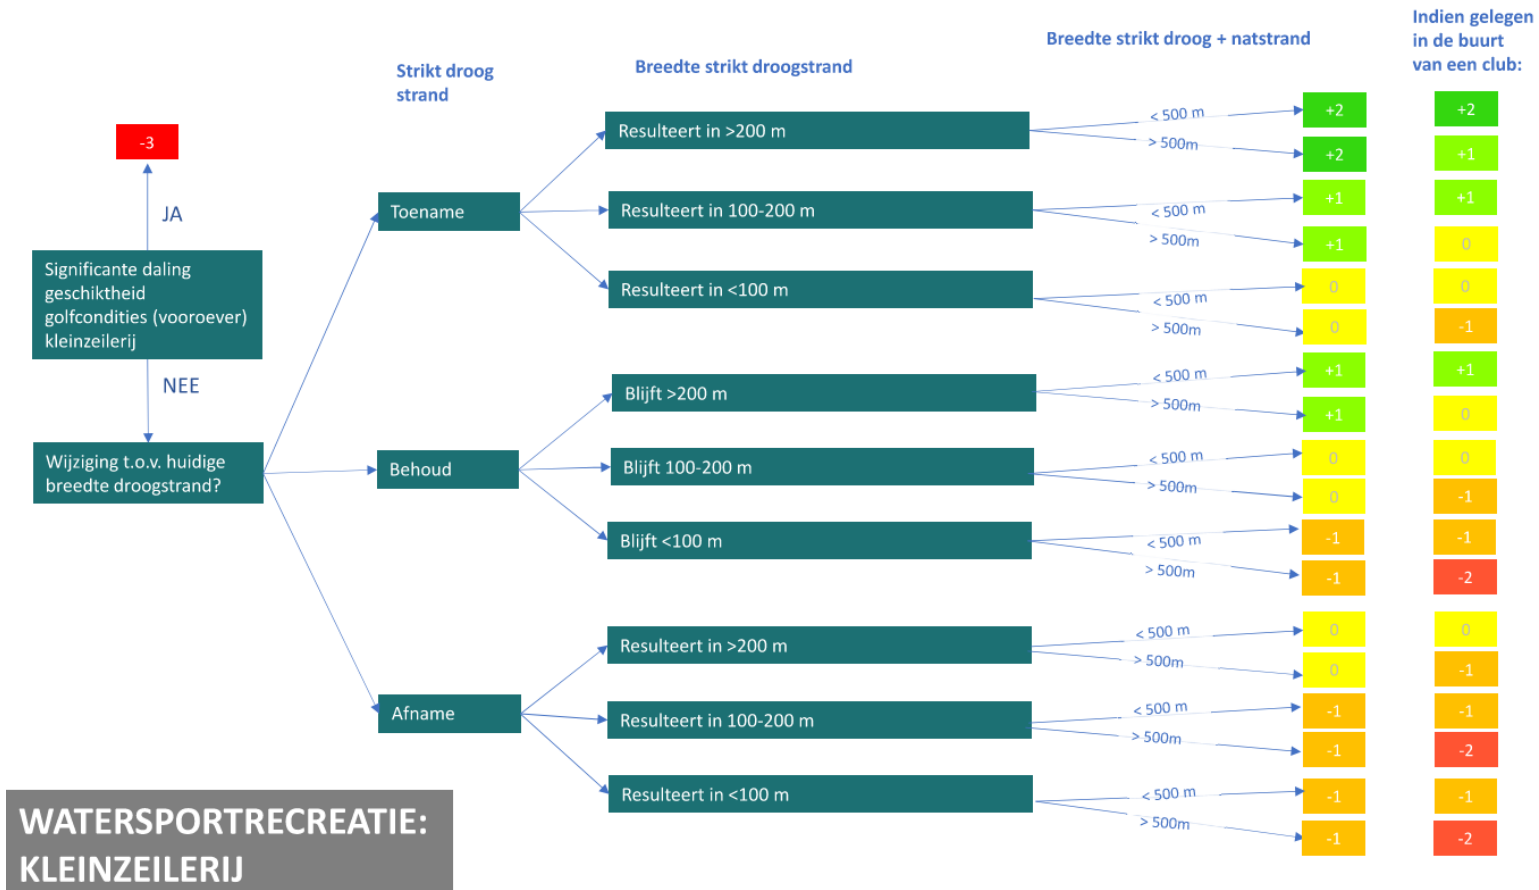 Indien gelegen
in de buurt
van een club:
Breedte strikt droog + natstrand
Breedte strikt droogstrand
Strikt droog
strand
-3
JA
Significante daling
geschiktheid
golfcondities (vooroever)
kleinzeilerij
NEE
Wijziging t.o.v. huidige
breedte droogstrand?
Toename
Resulteert in >200 m
< 500 m
+2
+2
> 500m
+2
+1
Resulteert in 100-200 m
< 500 m
+1
+1
> 500m
+1
0
Resulteert in <100 m
< 500 m
0
0
> 500m
0
-1
Behoud
Blijft >200 m
< 500 m
+1
+1
> 500m
+1
0
Blijft 100-200 m
< 500 m
0
0
> 500m
0
-1
Blijft <100 m
< 500 m
-1
-1
> 500m
-1
-2
Afname
Resulteert in >200 m
< 500 m
0
0
> 500m
0
-1
Resulteert in 100-200 m
< 500 m
-1
-1
> 500m
-1
-2
Resulteert in <100 m
< 500 m
-1
-1
> 500m
-1
-2
WATERSPORTRECREATIE:
KLEINZEILERIJ